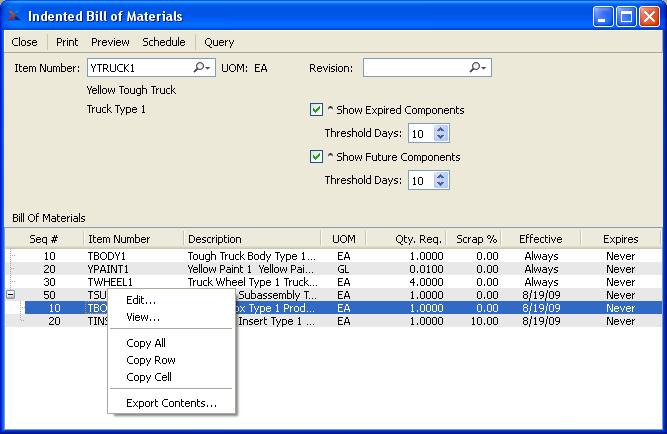 Indented Bill of Materials
Close Print Preview Schedule Query
Item Number: YTRUCK1 UOM: EA Revision:
Yellow Tough Truck
Truck Type 1
^ Show Expired Components
Threshold Days: 10
^ Show Future Components
Threshold Days: 10
Bill Of Materials
Seq # Item Number Description UOM Qty. Req. Scrap % Effective Expires
10 TBODY1 Tough Truck Body Type 1... EA 1.0000 0.00 Always Never
20 YPAINT1 Yellow Paint 1 Yellow Pai... GL 0.0100 0.00 Always Never
30 TWHEEL1 Truck Wheel Type 1 Truck... EA 4.0000 0.00 Always Never
50 TSU Subassembly T... EA 1.0000 0.00 8/19/09 Never
10 TBO ox Type 1 Prod... EA 1.0000 0.00 8/19/09 Never
20 TINS Insert Type 1 ... EA 1.0000 10.00 8/19/09 Never
Edit...
View...
Copy All
Copy Row
Copy Cell
Export Contents...